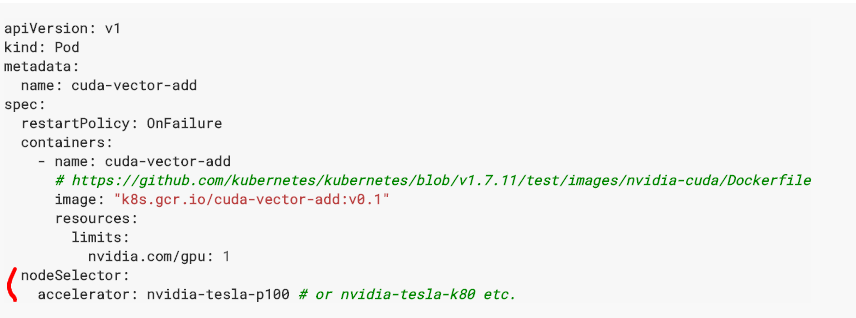 apiVersion: v1
kind: Pod
metadata:
  name: cuda-vector-add
spec:
  restartPolicy: OnFailure
  containers:
    - name: cuda-vector-add
      # https://github.com/kubernetes/kubernetes/blob/v1.7.11/test/images/nvidia-cuda/Dockerfile
      image: "k8s.gcr.io/cuda-vector-add:v0.1"
      resources:
        limits:
          nvidia.com/gpu: 1
  nodeSelector:
    accelerator: nvidia-tesla-p100 # or nvidia-tesla-k80 etc.